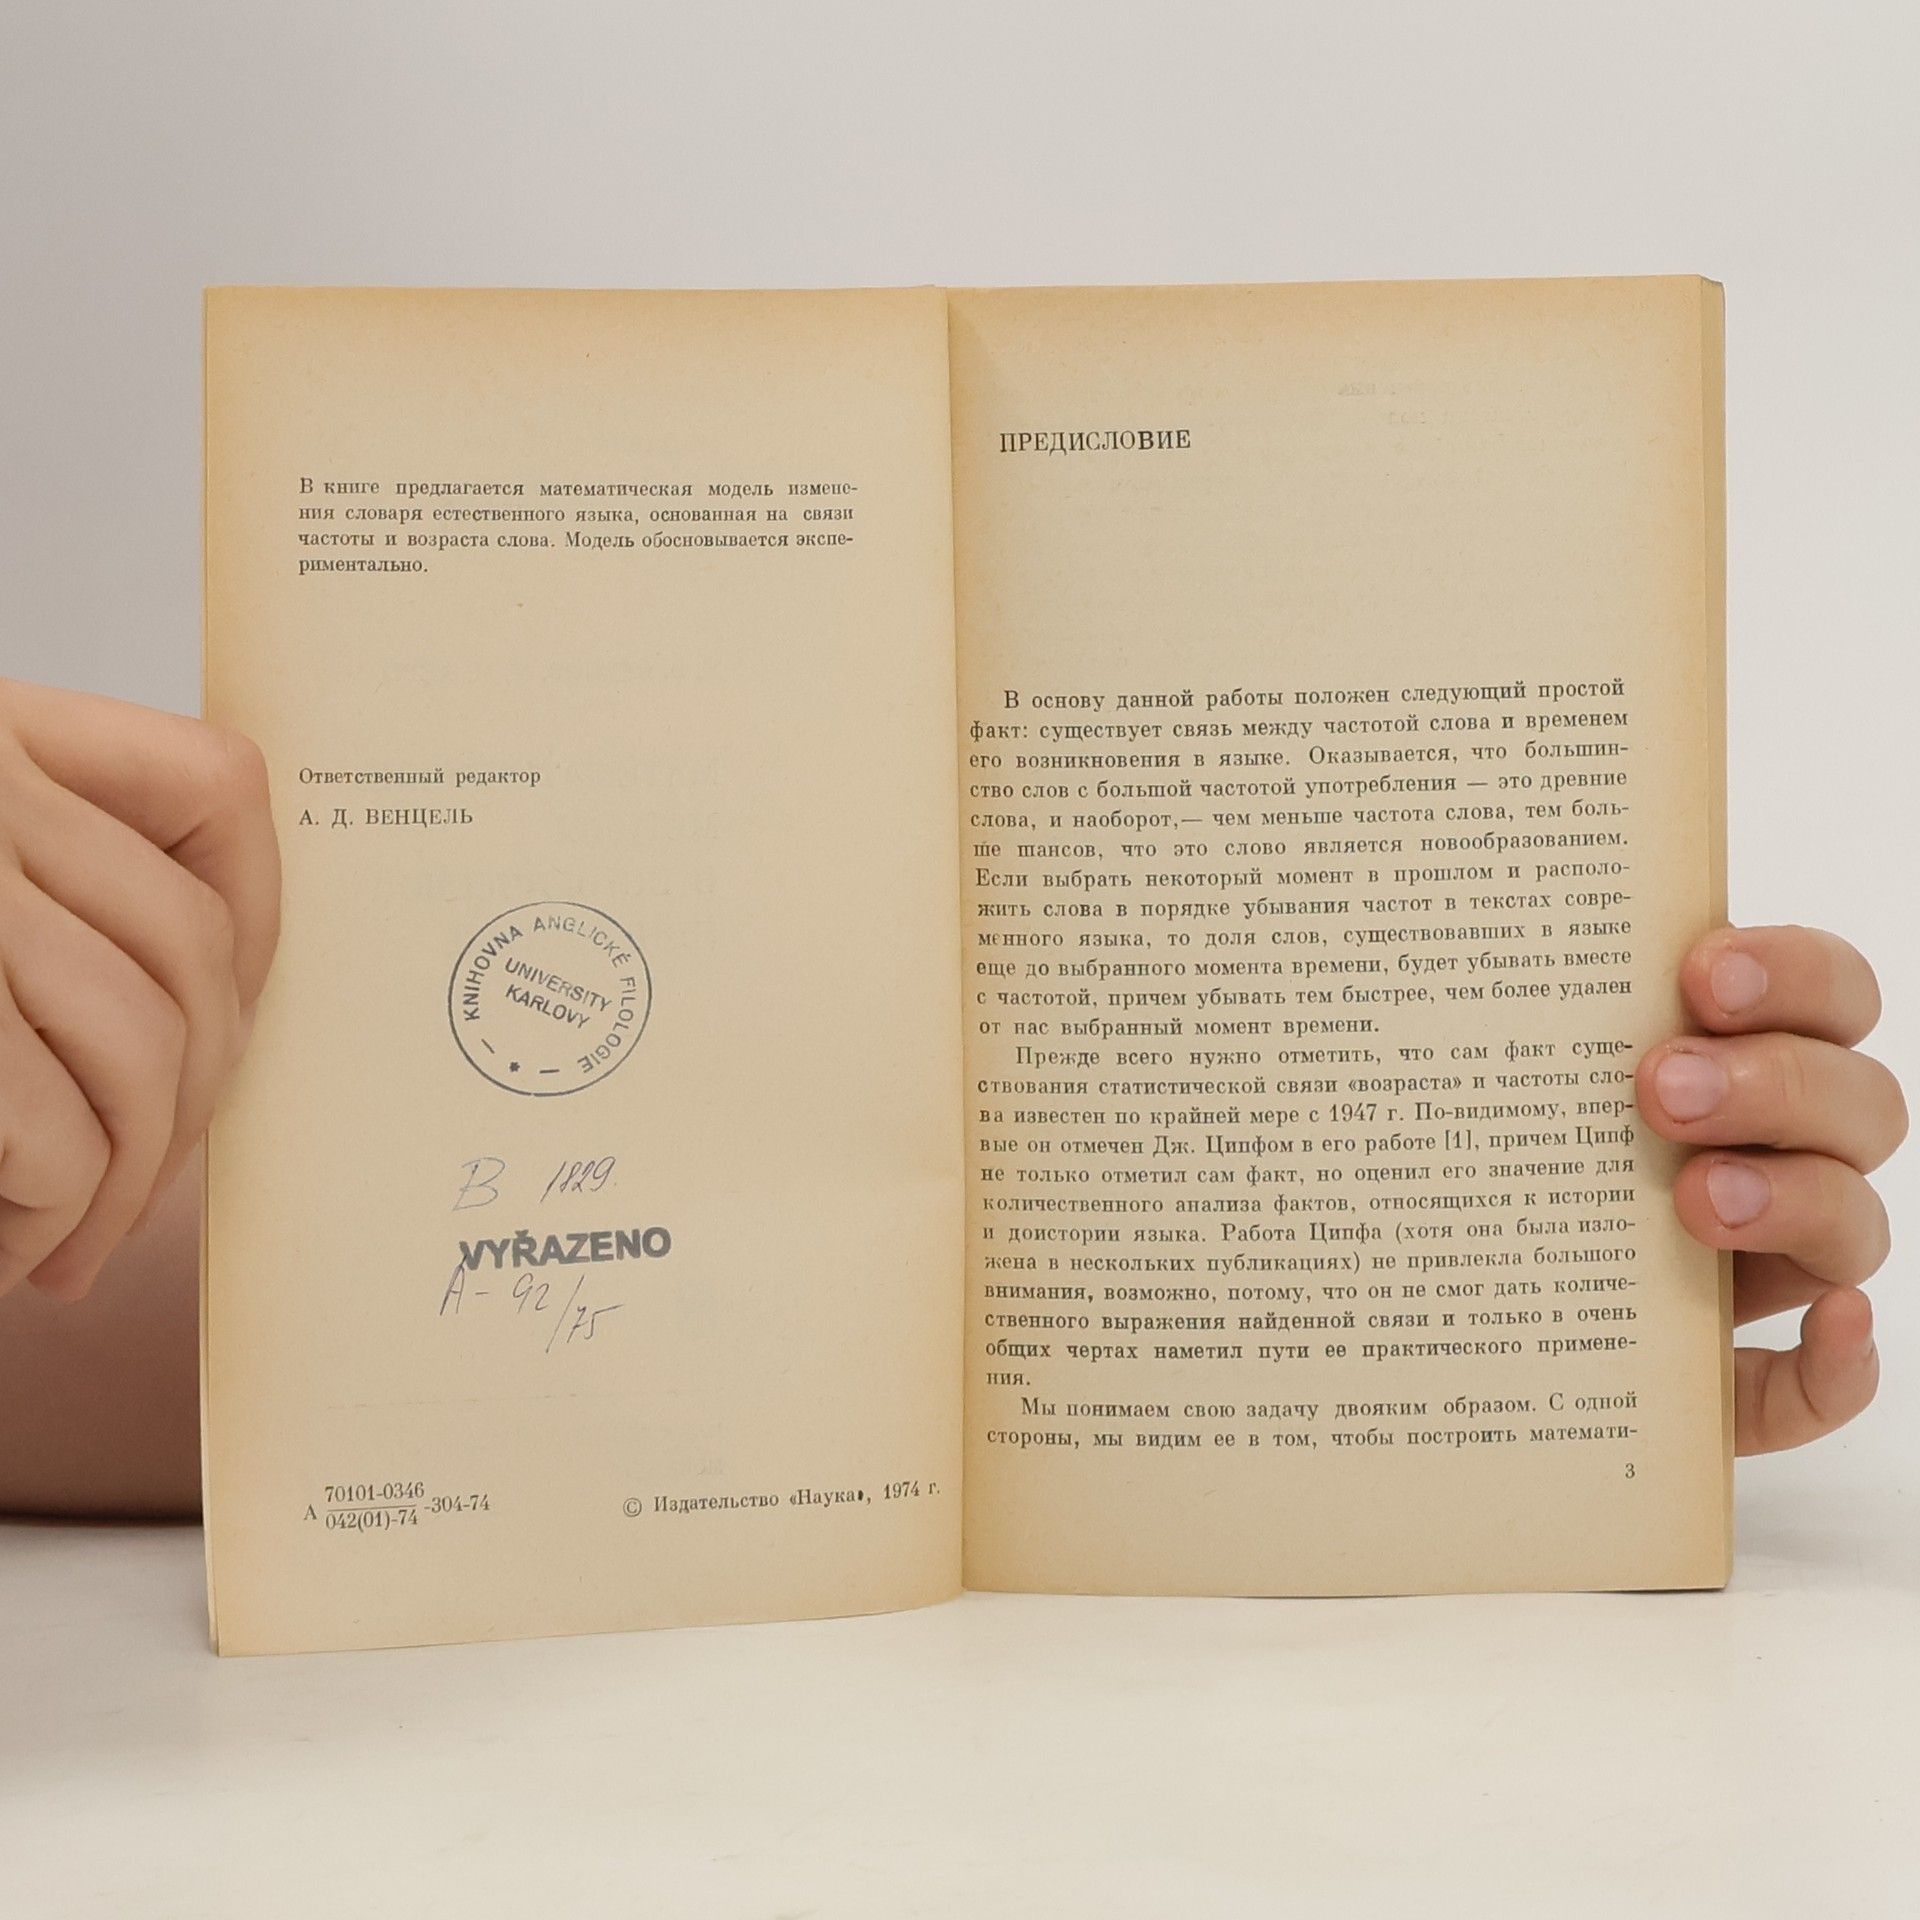 В книге предлагается математическая модель измене-
ния словаря естественного языка, основанная на связи
частоты и возраста слова. Модель обосновывается экспе-
риментально.
Ответственный редактор
А. Д. ВЕНЦЕЛЬ
KNIHOVNA ANGLICKÉ FILOLOGIE
UNIVERSITY
KARLOVY
B 1829.
VYŘAZENO
A- 92/75
А 70101-0346
042(01)-74 -304-74
© Издательство «Наука», 1974 г.
ПРЕДИСЛОВИЕ
В основу данной работы положен следующий простой
факт: существует связь между частотой слова и временем
его возникновения в языке. Оказывается, что большин-
ство слов с большой частотой употребления — это древние
слова, и наоборот,— чем меньше частота слова, тем боль-
ше шансов, что это слово является новообразованием.
Если выбрать некоторый момент в прошлом и располо-
жить слова в порядке убывания частот в текстах совре-
менного языка, то доля слов, существовавших в языке
еще до выбранного момента времени, будет убывать вместе
с частотой, причем убывать тем быстрее, чем более удален
от нас выбранный момент времени.
Прежде всего нужно отметить, что сам факт суще-
ствования статистической связи «возраста» и частоты сло-
ва известен по крайней мере с 1947 г. По-видимому, впер-
вые он отмечен Дж. Ципфом в его работе [1], причем Ципф
не только отметил сам факт, но оценил его значение для
количественного анализа фактов, относящихся к истории
и доистории языка. Работа Ципфа (хотя она была изло-
жена в нескольких публикациях) не привлекла большого
внимания, возможно, потому, что он не смог дать количе-
ственного выражения найденной связи и только в очень
общих чертах наметил пути ее практического примене-
ния.
Мы понимаем свою задачу двояким образом. С одной
стороны, мы видим ее в том, чтобы построить математи-
3